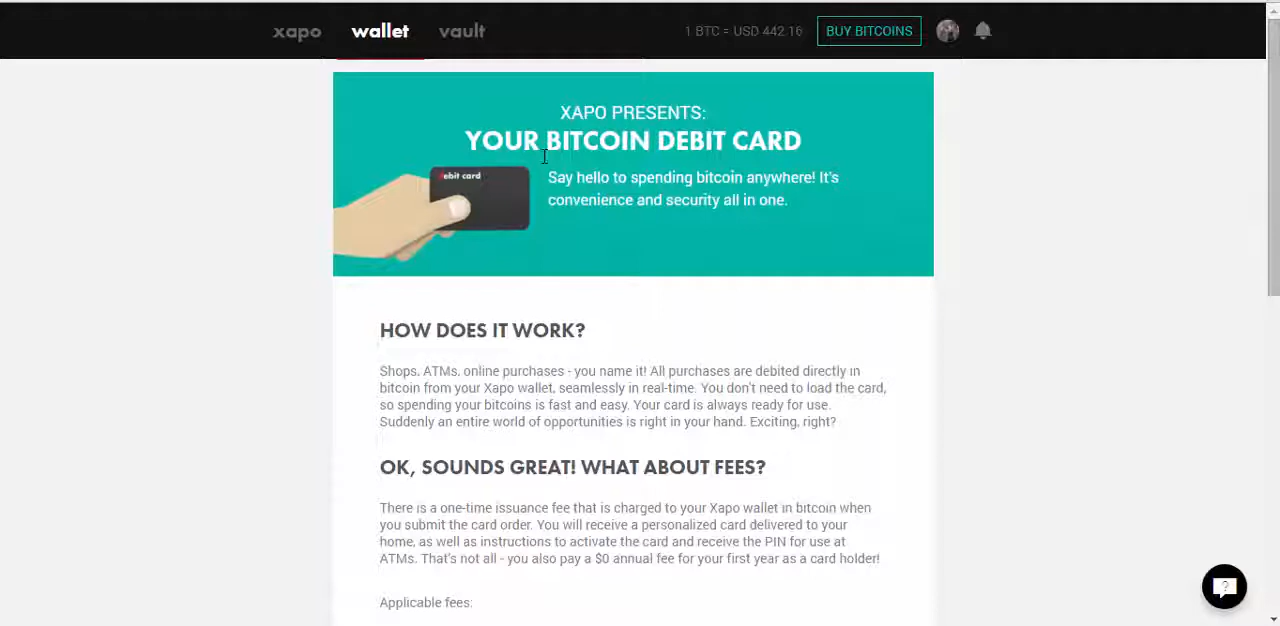 xapo wallet vault 1 BTC = USD 442.16 BUY BITCOINS
XAPO PRESENTS:
YOUR BITCOIN DEBIT CARD
ebit card
Say hello to spending bitcoin anywhere! It's
convenience and security all in one.
HOW DOES IT WORK?
Shops, ATMs, online purchases - you name it! All purchases are debited directly in
bitcoin from your Xapo wallet, seamlessly in real-time. You don't need to load the card,
so spending your bitcoins is fast and easy. Your card is always ready for use.
Suddenly an entire world of opportunities is right in your hand. Exciting, right?
OK, SOUNDS GREAT! WHAT ABOUT FEES?
There is a one-time issuance fee that is charged to your Xapo wallet in bitcoin when
you submit the card order. You will receive a personalized card delivered to your
home, as well as instructions to activate the card and receive the PIN for use at
ATMs. That's not all - you also pay a $0 annual fee for your first year as a card holder!
Applicable fees:
?